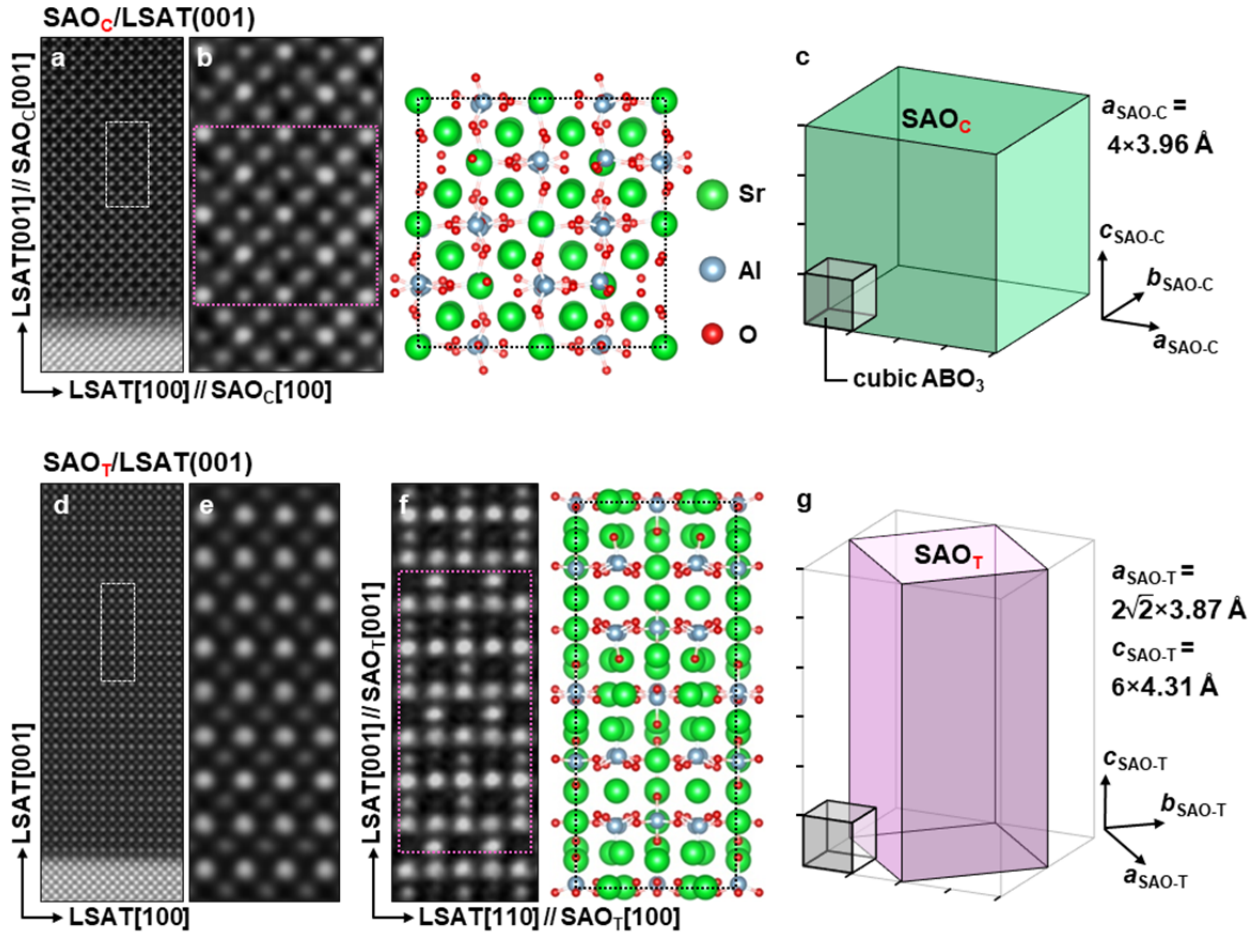 SAOC/LSAT(001)
a
b
LSAT[001] // SAOC[001]
LSAT[100] // SAOC[100]
Sr
Al
O
c
SAOC
aSAO-C =
4×3.96 Å
cSAO-C
bSAO-C
aSAO-C
cubic ABO3
SAOT/LSAT(001)
d
e
LSAT[001]
LSAT[100]
f
LSAT[001] // SAOT[001]
LSAT[110] // SAOT[100]
g
SAOT
aSAO-T =
2√2×3.87 Å
cSAO-T =
6×4.31 Å
cSAO-T
bSAO-T
aSAO-T